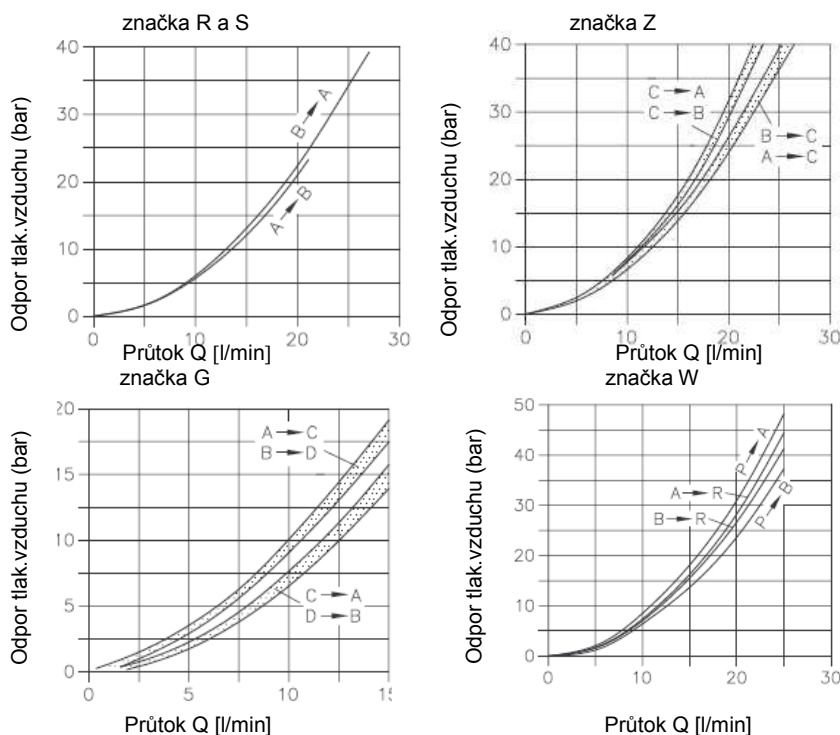 značka R a S
značka Z
Odpor tlak.vzduchu (bar)
40
30
20
10
0
B → A
A → B
0
10
20
30
Průtok Q [l/min]
Odpor tlak.vzduchu (bar)
40
30
20
10
0
C → A
C → B
B → C
A → C
0
10
20
30
Průtok Q [l/min]
značka G
značka W
Odpor tlak.vzduchu (bar)
20
15
10
5
0
A → C
B → D
C → A
D → B
0
5
10
15
Průtok Q [l/min]
Odpor tlak.vzduchu (bar)
50
40
30
20
10
0
P → A
A → R
B → R
P → B
0
10
20
30
Průtok Q [l/min]